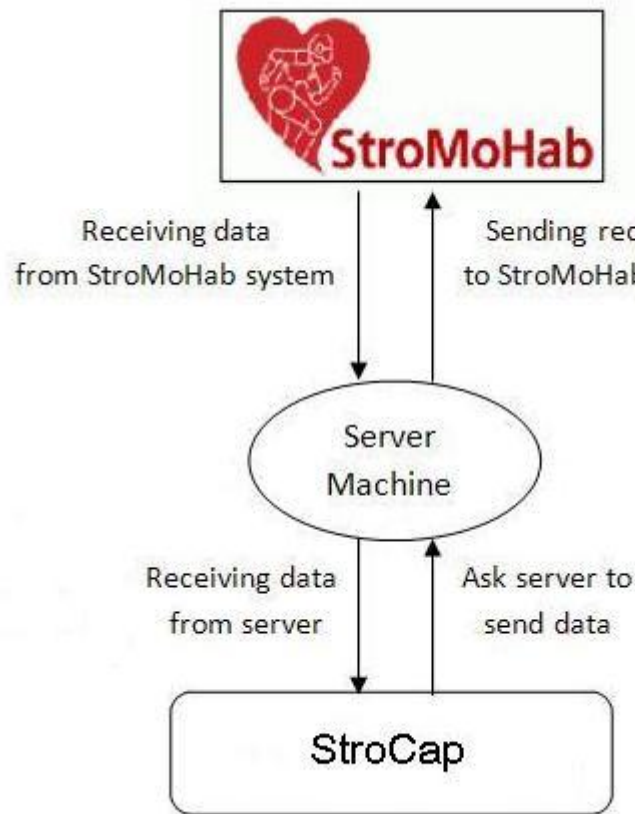 StroMoHab
Receiving data
from StroMoHab system
Sending
to StroMoHab
Server
Machine
Receiving data
from server
Ask server to
send data
StroCap